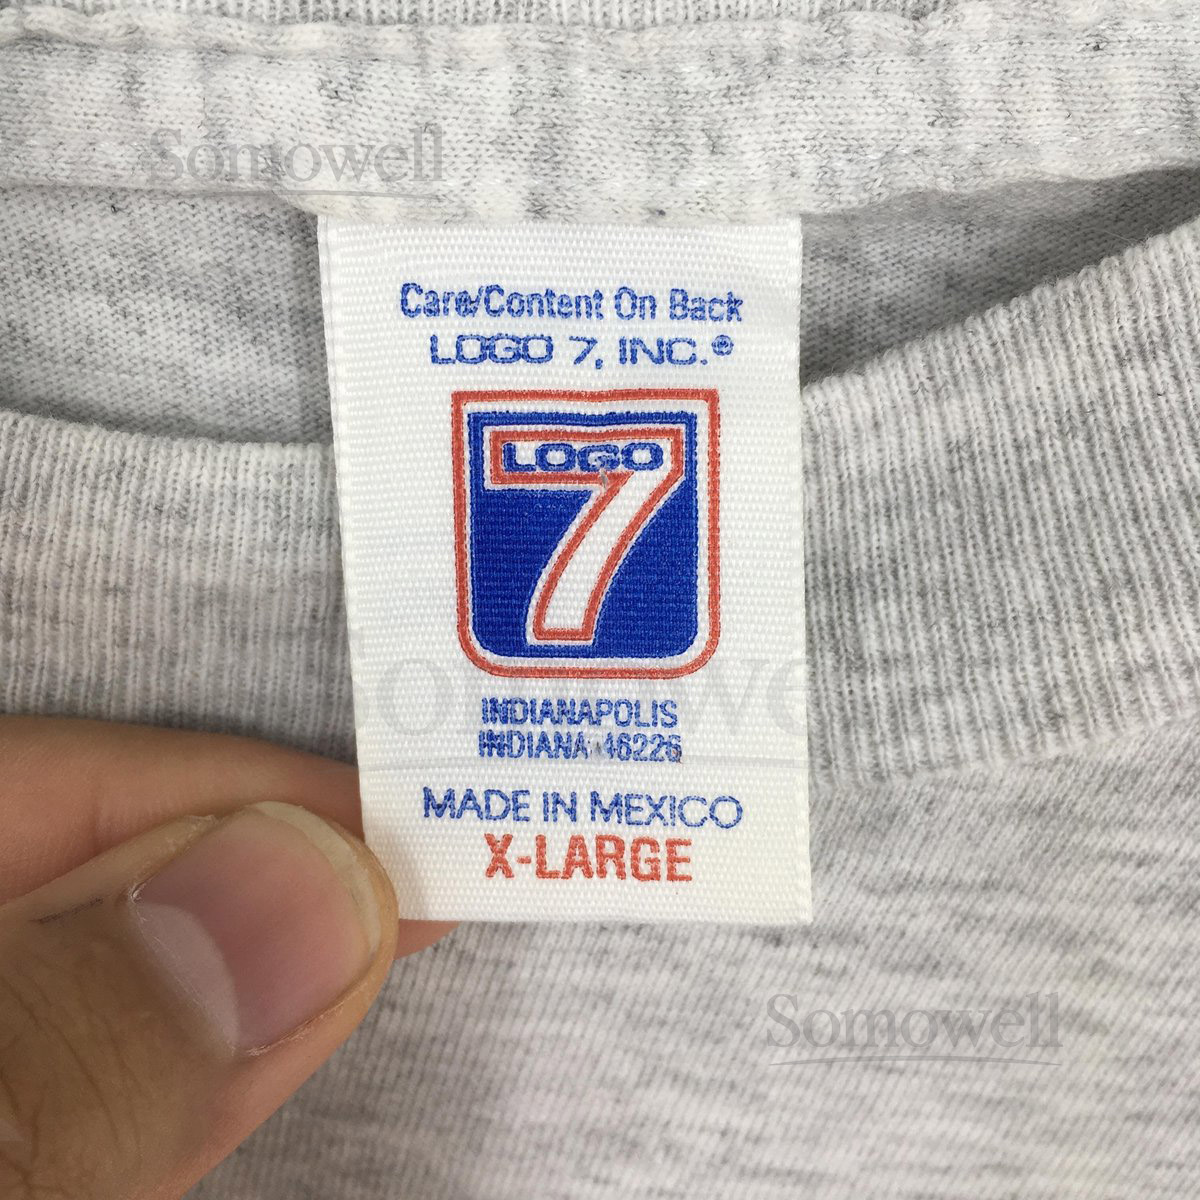 Somowell
Care/Content On Back
LOGO 7, INC.®
LOGO
7
INDIANAPOLIS
INDIANA 46226
MADE IN MEXICO
X-LARGE
Somowell